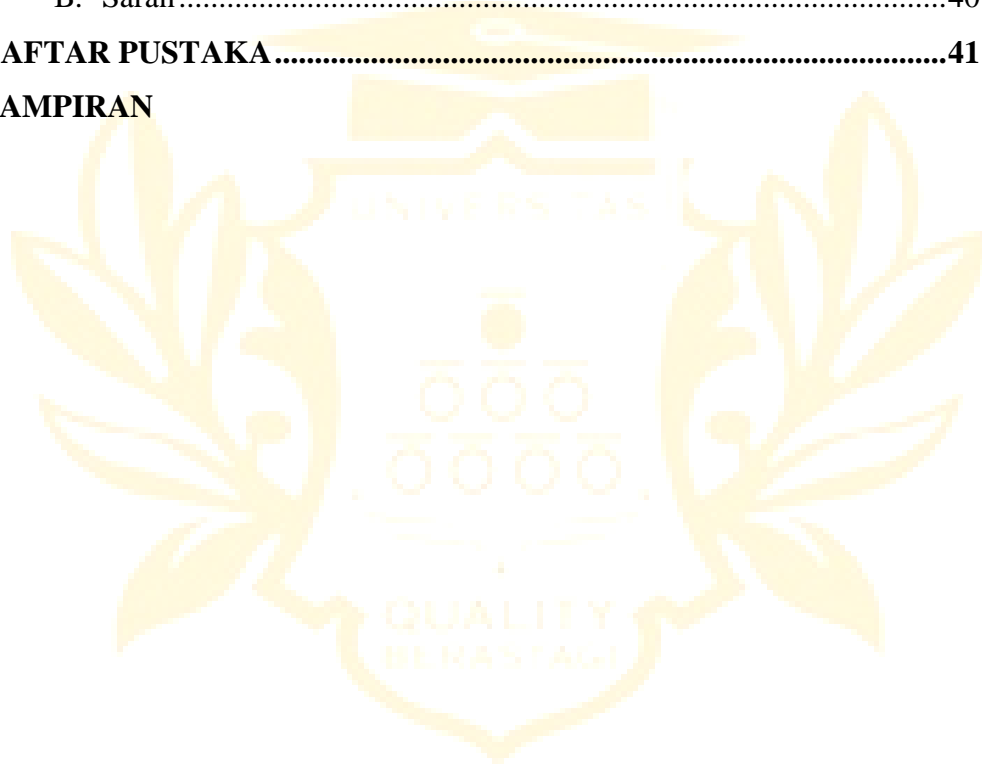 B. Saran....................................................................................................40
AFTAR PUSTAKA.....................................................................................41
AMPIRAN
UNIVERSITAS
QUALITY
BERASTAGI